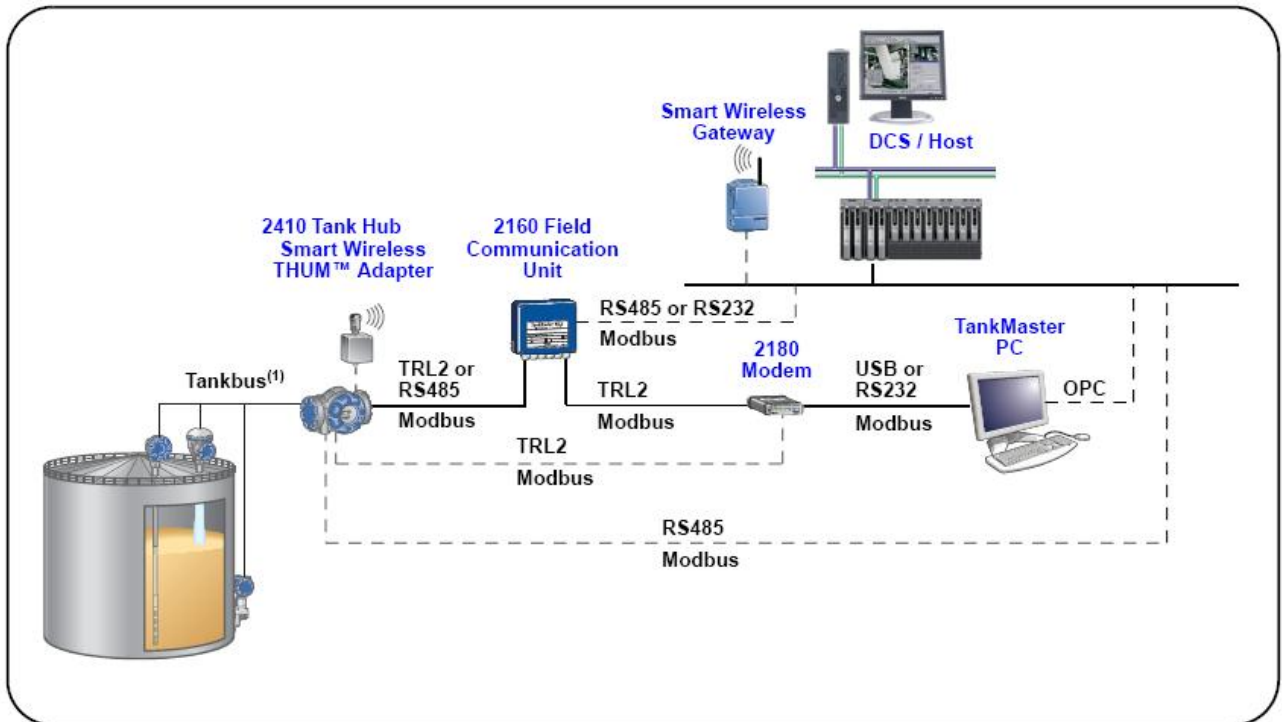 Smart Wireless
Gateway
DCS / Host
2410 Tank Hub
Smart Wireless
THUM™ Adapter
2160 Field
Communication
Unit
RS485 or RS232
Modbus
TankMaster
PC
2180
Modem
Tankbus(1)
TRL2 or
RS485
Modbus
TRL2
Modbus
USB or
RS232
Modbus
OPC
TRL2
Modbus
RS485
Modbus